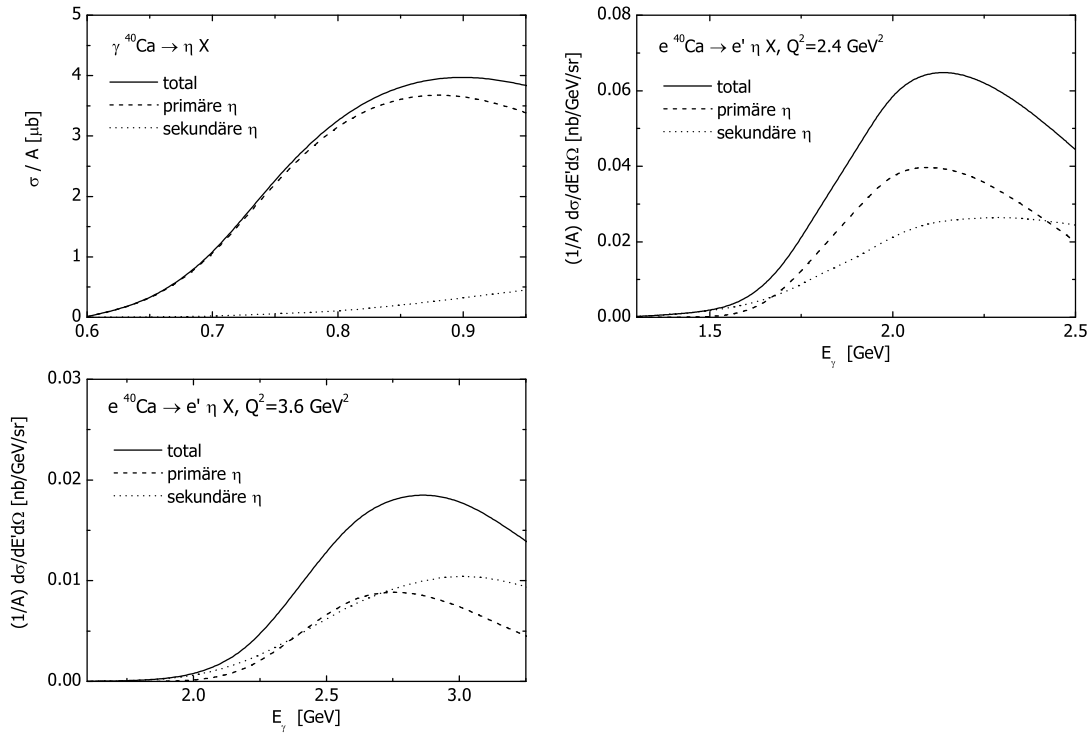 γ ⁴⁰Ca → η X
total
primäre η
sekundäre η
σ / A [μb]
5
4
3
2
1
0
0.6 0.7 0.8 0.9
e ⁴⁰Ca → e' η X, Q²=2.4 GeV²
total
primäre η
sekundäre η
(1/A) dσ/dE'dΩ [nb/GeV/sr]
0.08
0.06
0.04
0.02
0.00
1.5 2.0 2.5
E_γ [GeV]
e ⁴⁰Ca → e' η X, Q²=3.6 GeV²
total
primäre η
sekundäre η
(1/A) dσ/dE'dΩ [nb/GeV/sr]
0.03
0.02
0.01
0.00
2.0 2.5 3.0
E_γ [GeV]